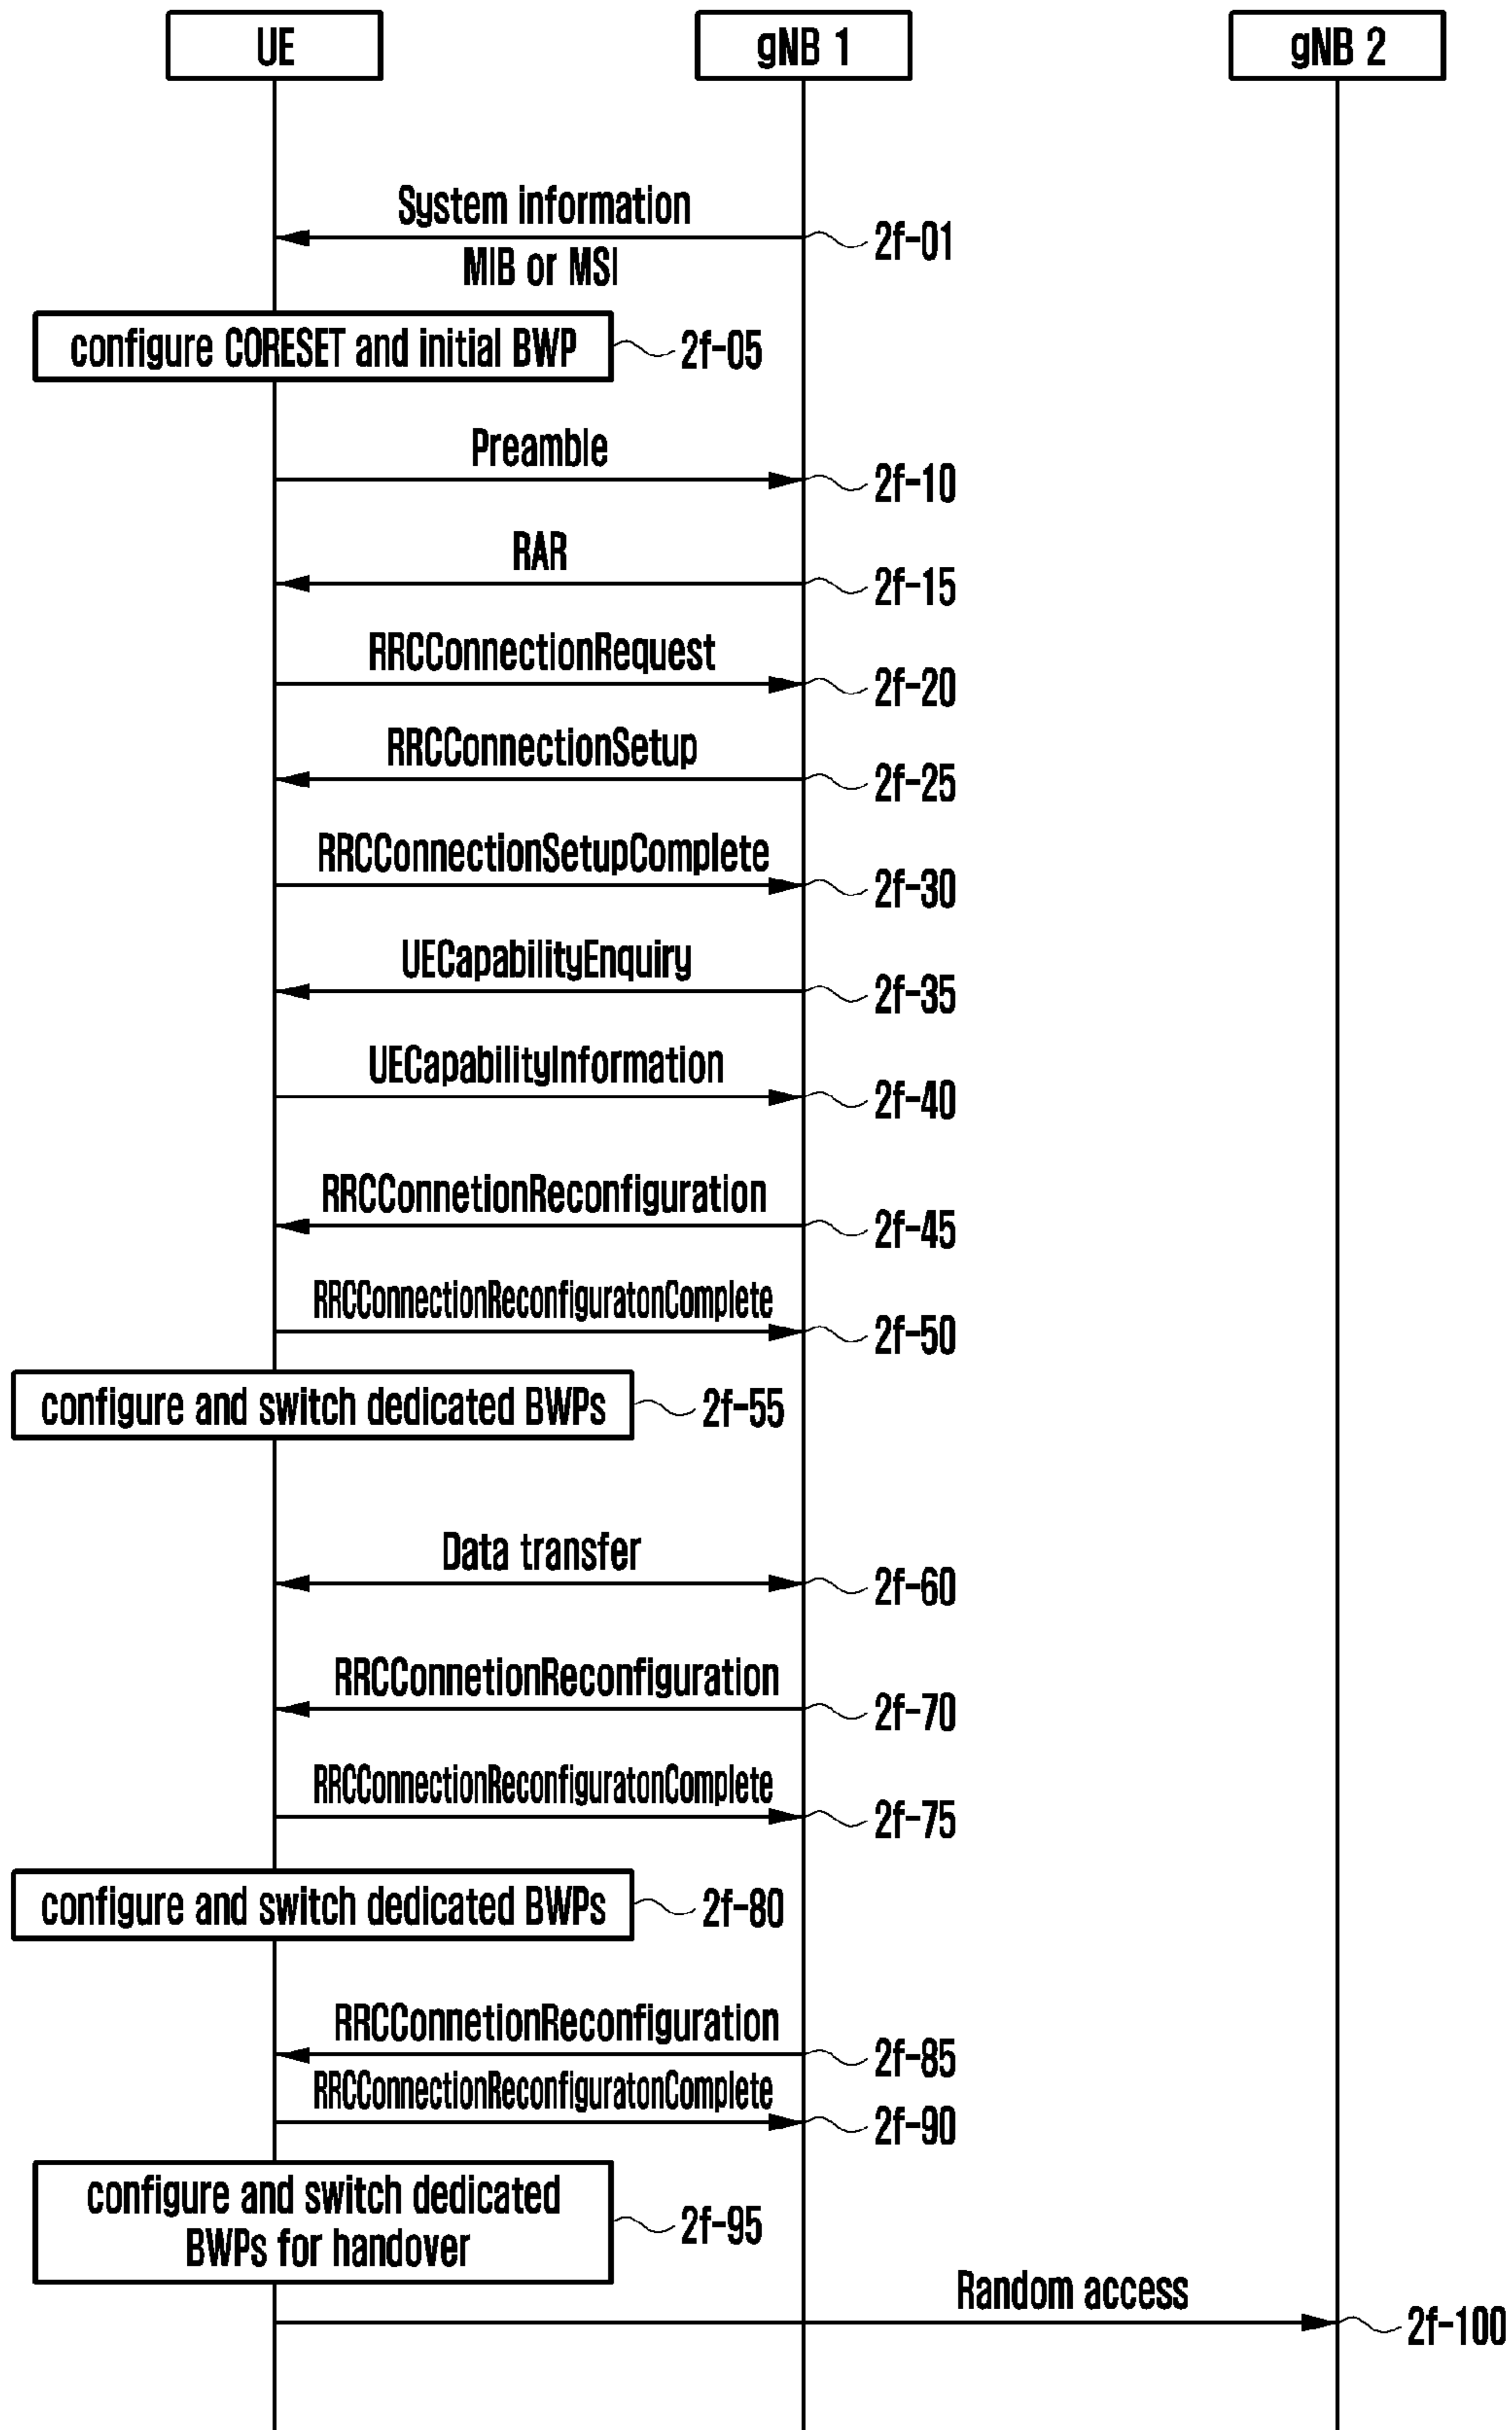 UE
gNB 1
gNB 2
System information
2f-01
MIB or MSI
configure CORESET and initial BWP
2f-05
Preamble
2f-10
RAR
2f-15
RRCConnectionRequest
2f-20
RRCConnectionSetup
2f-25
RRCConnectionSetupComplete
2f-30
UECapabilityEnquiry
2f-35
UECapabilityInformation
2f-40
RRCConnetionReconfiguration
2f-45
RRCConnectionReconfiguratonComplete
2f-50
configure and switch dedicated BWPs
2f-55
Data transfer
2f-60
RRCConnetionReconfiguration
2f-70
RRCConnectionReconfiguratonComplete
2f-75
configure and switch dedicated BWPs
2f-80
RRCConnetionReconfiguration
2f-85
RRCConnectionReconfiguratonComplete
2f-90
configure and switch dedicated
BWPs for handover
2f-95
Random access
2f-100